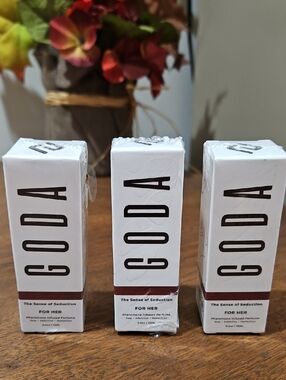 GODA
The Sense of Seduction
FOR HER
Pheromone Infused Perfume
GODA
The Sense of Seduction
FOR HER
Pheromone Infused Perfume
GODA
The Sense of Seduction
FOR HER
Pheromone Infused Perfume